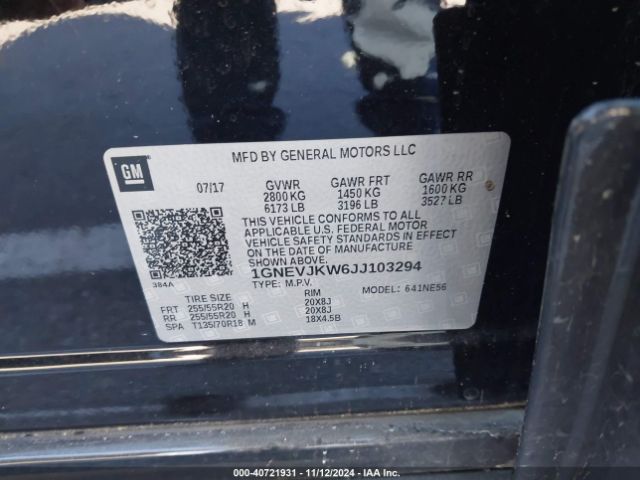 GM
MFD BY GENERAL MOTORS LLC
07/17 GVWR GAWR FRT GAWR RR
2800 KG 1450 KG 1600 KG
6173 LB 3196 LB 3527 LB
THIS VEHICLE CONFORMS TO ALL
APPLICABLE U.S. FEDERAL MOTOR
VEHICLE SAFETY STANDARDS IN EFFECT
ON THE DATE OF MANUFACTURE
1GNEVJKW6JJ103294
384A TYPE: M.P.V. MODEL: 641NE56
TIRE SIZE RIM
FRT 255/55R20 H 20X8J
RR 255/55R20 H 20X8J
SPA T135/70R18 M 18X4.5B
000-40721931 - 11/12/2024 - IAA Inc.